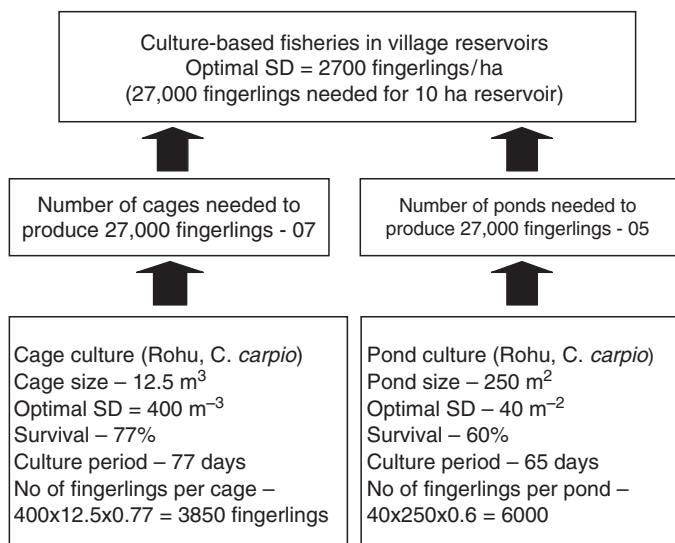 Culture-based fisheries in village reservoirs
Optimal SD = 2700 fingerlings/ha
(27,000 fingerlings needed for 10 ha reservoir)
Number of cages needed to
produce 27,000 fingerlings - 07
Number of ponds needed to
produce 27,000 fingerlings - 05
Cage culture (Rohu, C. carpio)
Cage size – 12.5 m³
Optimal SD = 400 m⁻³
Survival – 77%
Culture period – 77 days
No of fingerlings per cage –
400x12.5x0.77 = 3850 fingerlings
Pond culture (Rohu, C. carpio)
Pond size – 250 m²
Optimal SD – 40 m⁻²
Survival – 60%
Culture period – 65 days
No of fingerlings per pond –
40x250x0.6 = 6000